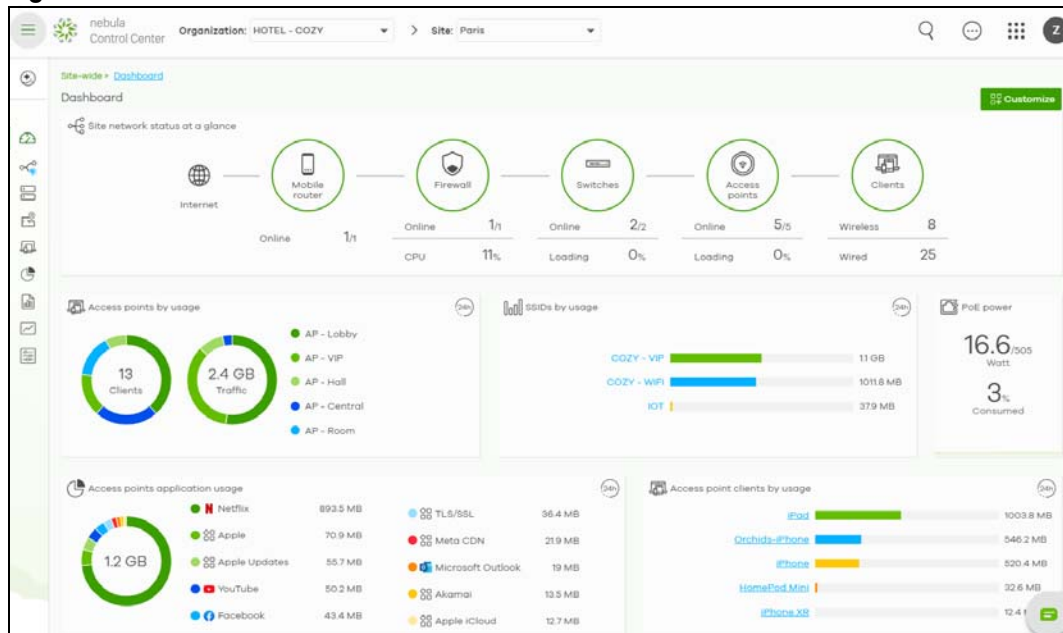 nebula
Control Center
Organization: HOTEL - COZY
Site: Paris
Z
Site-wide
Dashboard
Dashboard
Customize
Site network status at a glance
Internet
Mobile router
Firewall
Switches
Access points
Clients
Online 1/1
Online 1/1
Online 2/2
Online 5/5
Wireless 8
CPU 11%
Loading 0%
Loading 0%
Wired 25
Access points by usage
24h
13
Clients
2.4 GB
Traffic
AP - Lobby
AP - VIP
AP - Hall
AP - Central
AP - Room
SSIDs by usage
24h
COZY - VIP 1.1 GB
COZY - WIFI 1011.8 MB
IOT 37.9 MB
PoE power
16.6/505
Watt
3%
Consumed
Access points application usage
24h
1.2 GB
Netflix 893.5 MB
Apple 70.9 MB
Apple Updates 55.7 MB
YouTube 50.2 MB
Facebook 43.4 MB
TLS/SSL 36.4 MB
Meta CDN 21.9 MB
Microsoft Outlook 19 MB
Akamai 13.5 MB
Apple iCloud 12.7 MB
Access point clients by usage
24h
iPad 1003.8 MB
Orchids-iPhone 546.2 MB
iPhone 520.4 MB
HomePod Mini 32.6 MB
iPhone XR 12.4